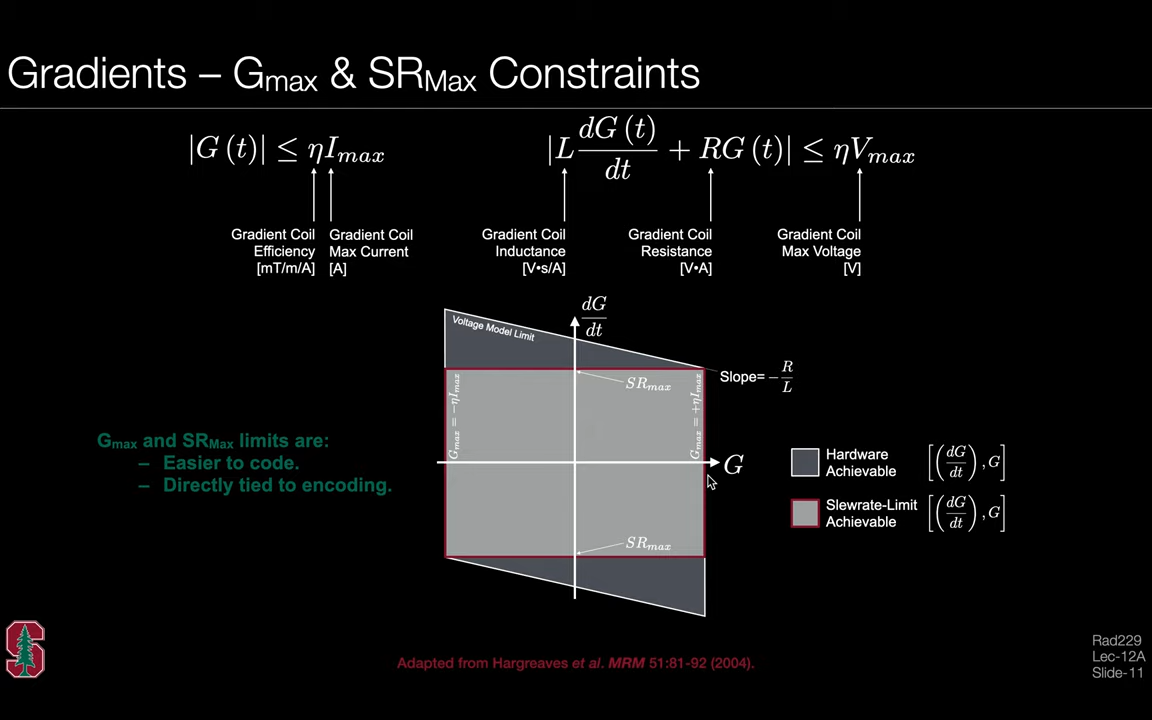 Gradients – Gmax & SRMax Constraints
|G (t)| ≤ ηImax
|L dG (t)/dt + RG (t)| ≤ ηVmax
Gradient Coil
Efficiency
[mT/m/A]
Gradient Coil
Max Current
[A]
Gradient Coil
Inductance
[V•s/A]
Gradient Coil
Resistance
[V•A]
Gradient Coil
Max Voltage
[V]
dG/dt
Voltage Model Limit
Slope= − R/L
SRmax
Gmax = −ηImax
Gmax = +ηImax
Gmax and SRMax limits are:
– Easier to code.
– Directly tied to encoding.
G
SRmax
Hardware
Achievable
[(dG/dt), G]
Slewrate-Limit
Achievable
[(dG/dt), G]
Adapted from Hargreaves et al. MRM 51:81-92 (2004).
S
Rad229
Lec-12A
Slide-11